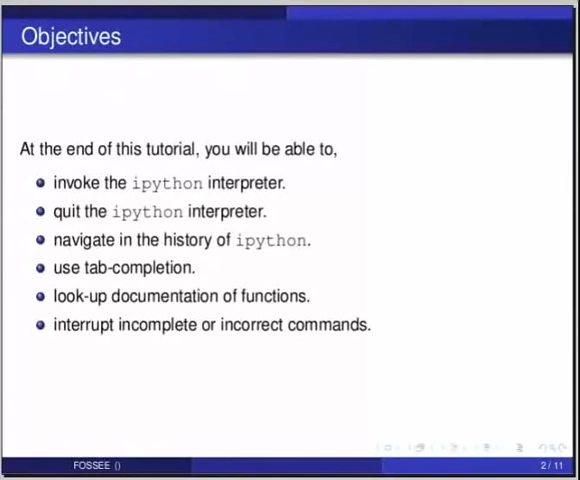 Objectives
At the end of this tutorial, you will be able to,
invoke the ipython interpreter.
quit the ipython interpreter.
navigate in the history of ipython.
use tab-completion.
look-up documentation of functions.
interrupt incomplete or incorrect commands.
FOSSEE ()
2 / 11